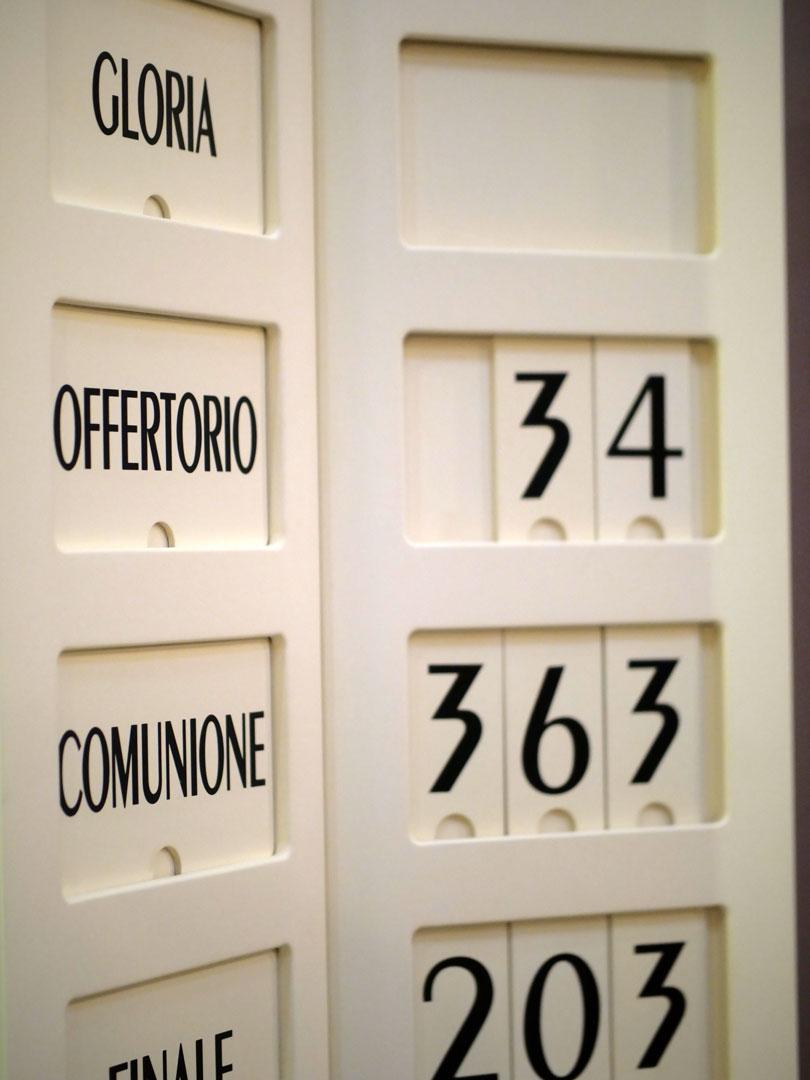 GLORIA
OFFERTORIO 34
COMUNIONE 363
FINALE 203